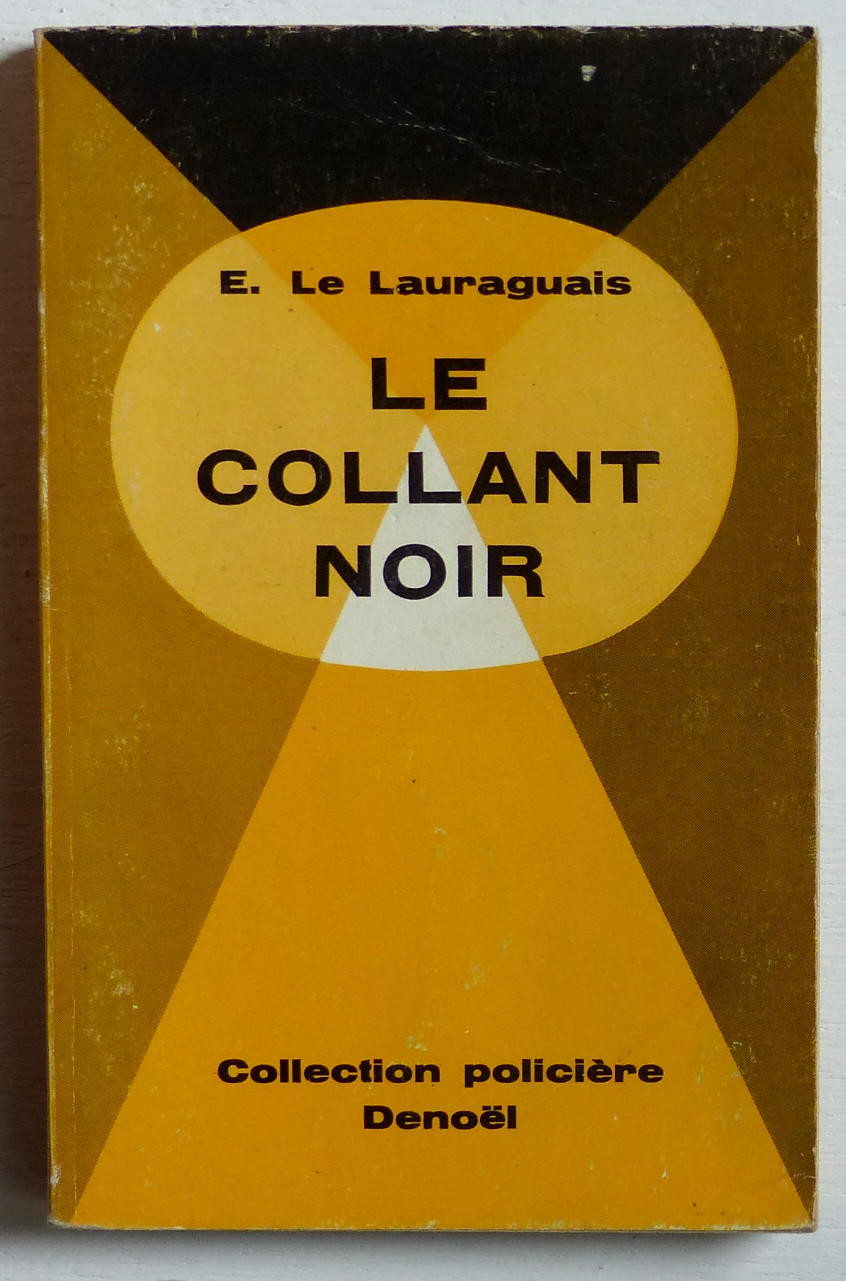 E. Le Lauraguais
LE
COLLANT
NOIR
Collection policière
Denoël